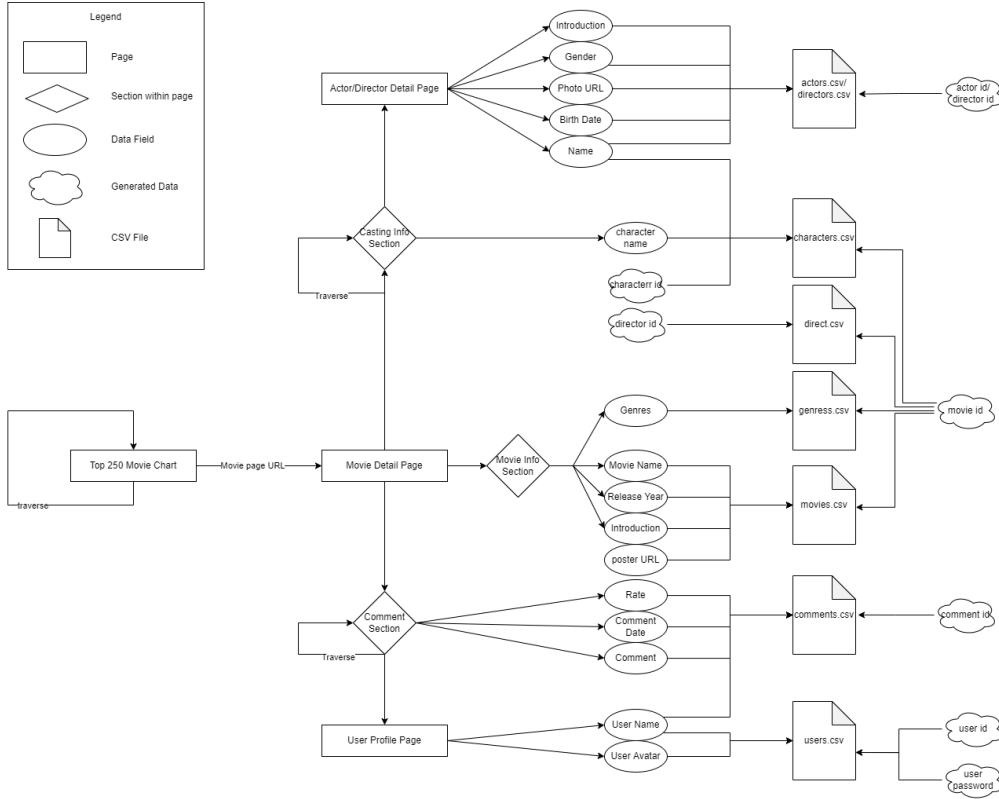 Legend
Page
Section within page
Data Field
Generated Data
CSV File
Introduction
Gender
Photo URL
Birth Date
Name
Actor/Director Detail Page
actors.csv/
directors.csv
actor id/
director id
Casting Info
Section
Traverse
character
name
characterr id
director id
characters.csv
direct.csv
genress.csv
movie id
Top 250 Movie Chart
traverse
Movie page URL
Movie Detail Page
Movie Info
Section
Genres
Movie Name
Release Year
Introduction
poster URL
movies.csv
Comment
Section
Traverse
Rate
Comment
Date
Comment
comments.csv
comment id
User Profile Page
User Name
User Avatar
users.csv
user id
user
password